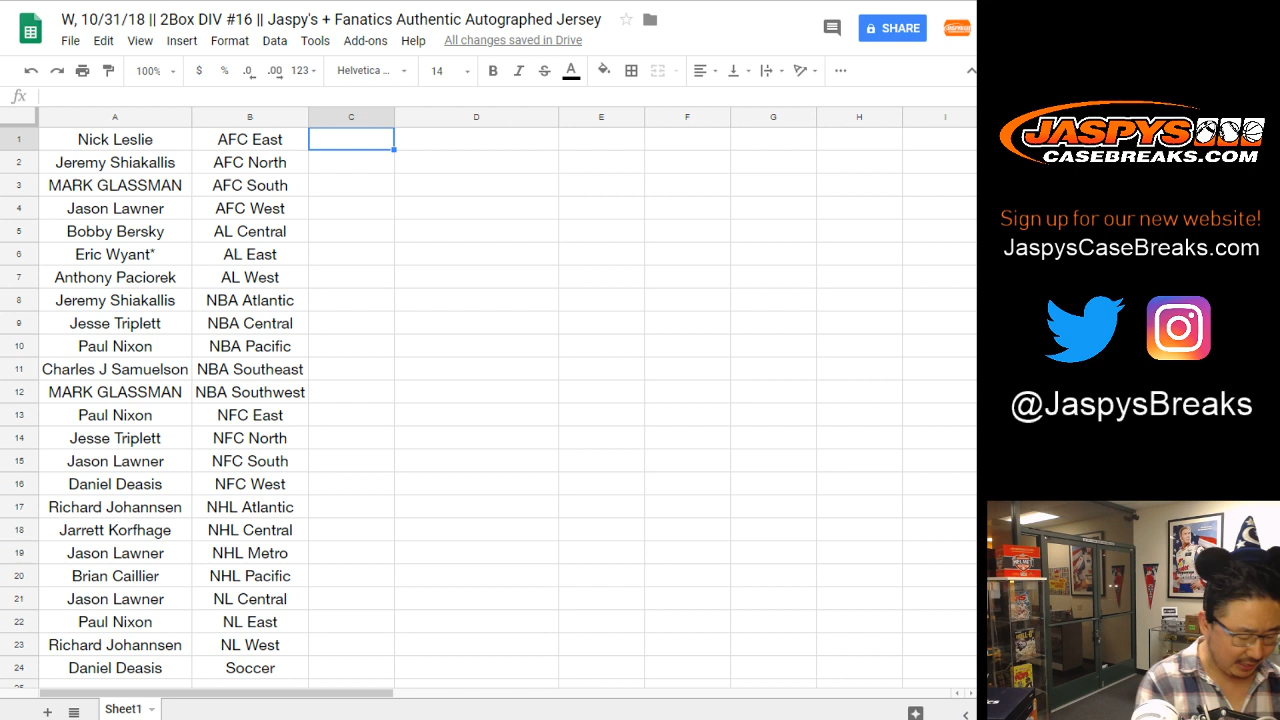 W, 10/31/18 || 2Box DIV #16 || Jaspy's + Fanatics Authentic Autographed Jersey
File Edit View Insert Format Data Tools Add-ons Help All changes saved in Drive
SHARE
100% $ % .0 .00 123 Helvetica ... 14 B I S A
fx
A B C D E F G H I
1 Nick Leslie AFC East
2 Jeremy Shiakallis AFC North
3 MARK GLASSMAN AFC South
4 Jason Lawner AFC West
5 Bobby Bersky AL Central
6 Eric Wyant* AL East
7 Anthony Paciorek AL West
8 Jeremy Shiakallis NBA Atlantic
9 Jesse Triplett NBA Central
10 Paul Nixon NBA Pacific
11 Charles J Samuelson NBA Southeast
12 MARK GLASSMAN NBA Southwest
13 Paul Nixon NFC East
14 Jesse Triplett NFC North
15 Jason Lawner NFC South
16 Daniel Deasis NFC West
17 Richard Johannsen NHL Atlantic
18 Jarrett Korfhage NHL Central
19 Jason Lawner NHL Metro
20 Brian Caillier NHL Pacific
21 Jason Lawner NL Central
22 Paul Nixon NL East
23 Richard Johannsen NL West
24 Daniel Deasis Soccer
Sheet1
JASPYS
CASEBREAKS.COM
Sign up for our new website!
JaspysCaseBreaks.com
@JaspysBreaks